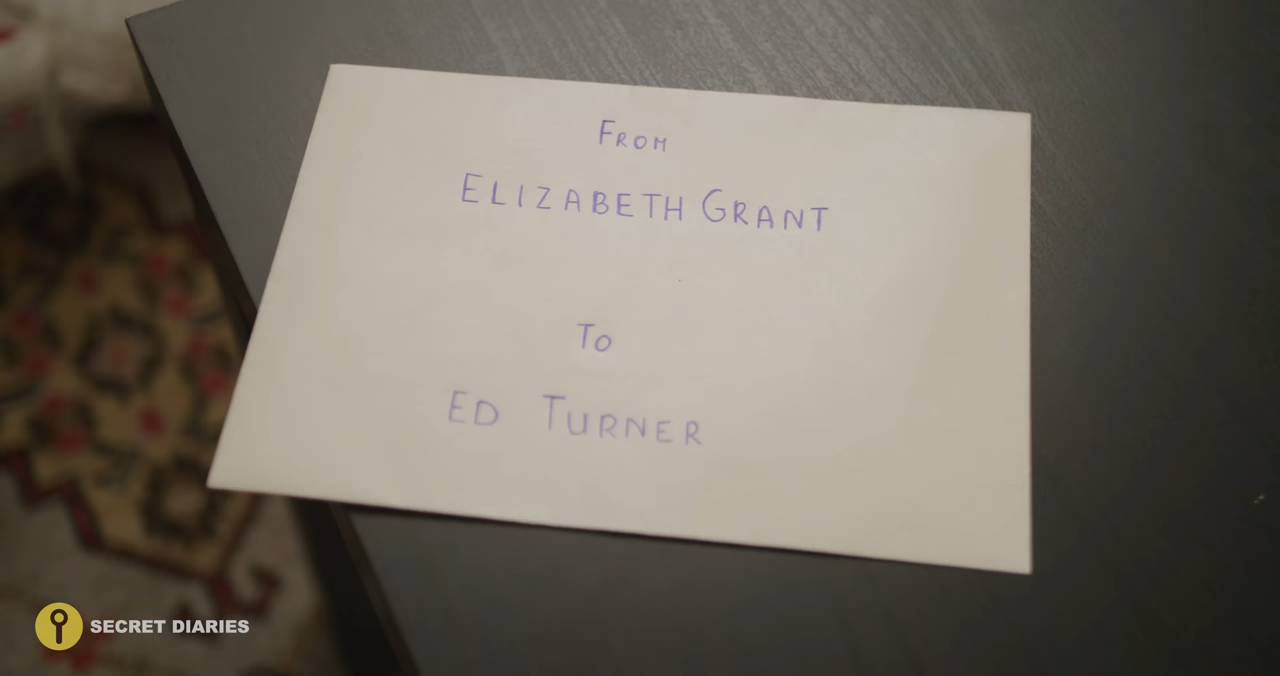 From
Elizabeth Grant
To
Ed Turner
SECRET DIARIES